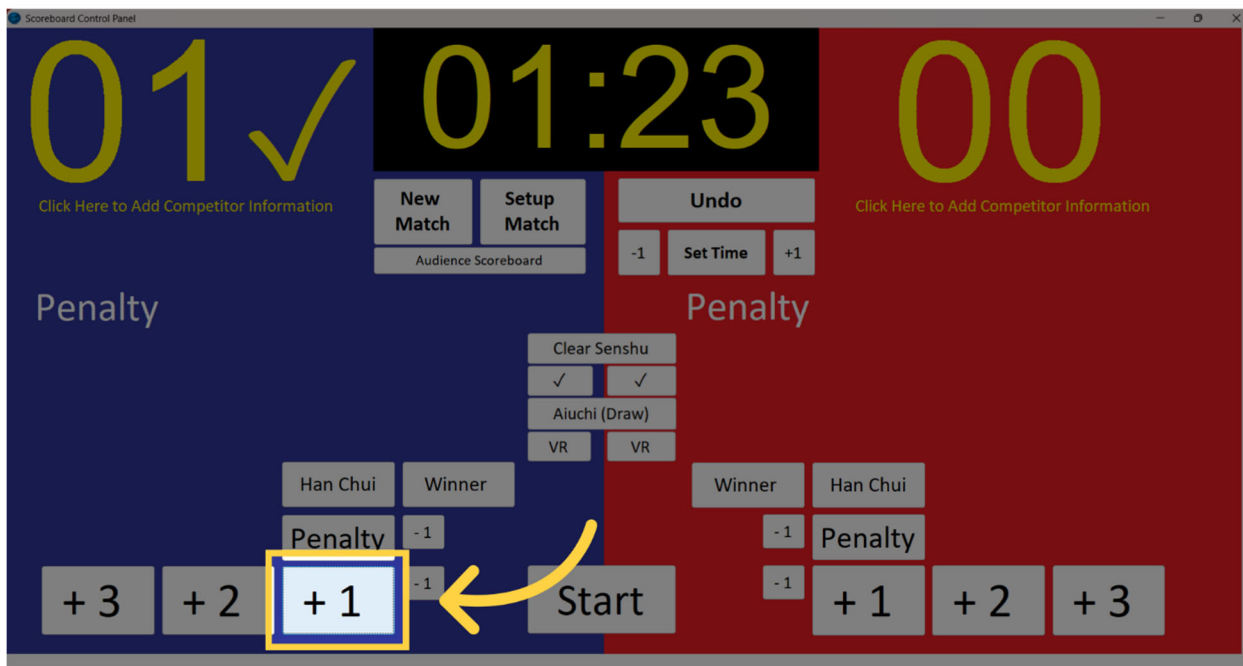 Scoreboard Control Panel
01✓
01:23
00
Click Here to Add Competitor Information
New Match
Setup Match
Undo
Click Here to Add Competitor Information
Audience Scoreboard
-1
Set Time
+1
Penalty
Penalty
Clear Senshu
✓
✓
Aiuchi (Draw)
VR
VR
Han Chui
Winner
Winner
Han Chui
Penalty
- 1
- 1
Penalty
- 1
- 1
+ 3
+ 2
+ 1
Start
+ 1
+ 2
+ 3